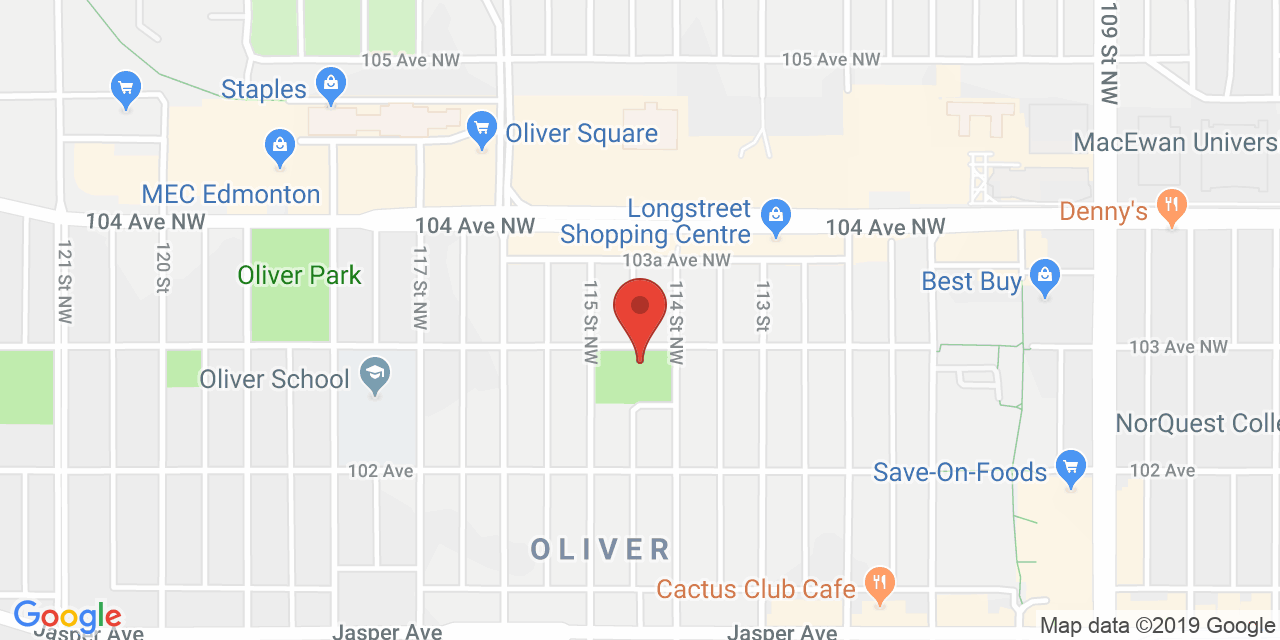 105 Ave NW
105 Ave NW
109 St NW
Staples
Oliver Square
MacEwan Univers
MEC Edmonton
104 Ave NW
104 Ave NW
Longstreet
Shopping Centre
104 Ave NW
Denny's
121 St NW
120 St
Oliver Park
117 St NW
103a Ave NW
115 St NW
114 St NW
113 St
Best Buy
103 Ave NW
Oliver School
NorQuest Colle
102 Ave
Save-On-Foods
102 Ave
OLIVER
Cactus Club Cafe
Google
Jasper Ave
Jasper Ave
Jasper Ave
Map data ©2019 Google